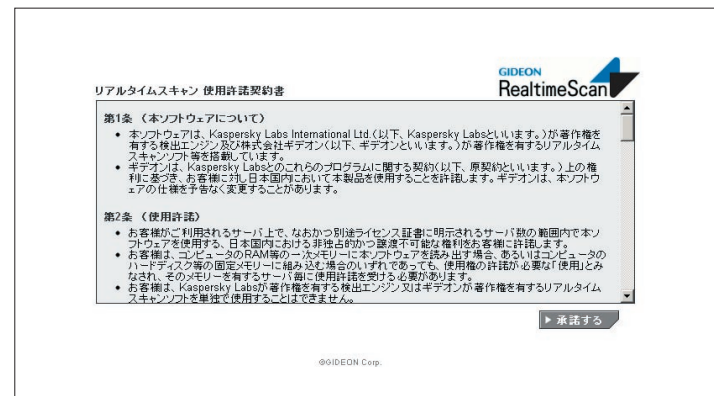 GIDEON
RealtimeScan
リアルタイムスキャン 使用許諾契約書
第1条 （本ソフトウェアについて）
• 本ソフトウェアは、Kaspersky Labs International Ltd.（以下、Kaspersky Labsといいます。）が著作権を
有する検出エンジン及び株式会社ギデオン（以下、ギデオンといいます。）が著作権を有するリアルタイム
スキャンソフト等を搭載しています。
• ギデオンは、Kaspersky Labsとのこれらのプログラムに関する契約（以下、原契約といいます。）上の権
利に基づき、お客様に対し日本国内において本製品を使用することを許諾します。ギデオンは、本ソフトウ
ェアの仕様を予告なく変更することがあります。
第2条 （使用許諾）
• お客様がご利用されるサーバ上で、なおかつ別途ライセンス証書に明示されるサーバ数の範囲内で本ソ
フトウェアを使用する、日本国内における非独占的かつ譲渡不可能な権利をお客様に許諾します。
• お客様は、コンピュータのRAM等の一次メモリーに本ソフトウェアを読み出す場合、あるいはコンピュータの
ハードディスク等の固定メモリーに組み込む場合のいずれであっても、使用権の許諾が必要な「使用」とみ
なされ、そのメモリーを有するサーバ毎に使用許諾を受ける必要があります。
• お客様は、Kaspersky Labsが著作権を有する検出エンジン又はギデオンが著作権を有するリアルタイム
スキャンソフトを単独で使用することはできません。
承諾する
©GIDEON Corp.